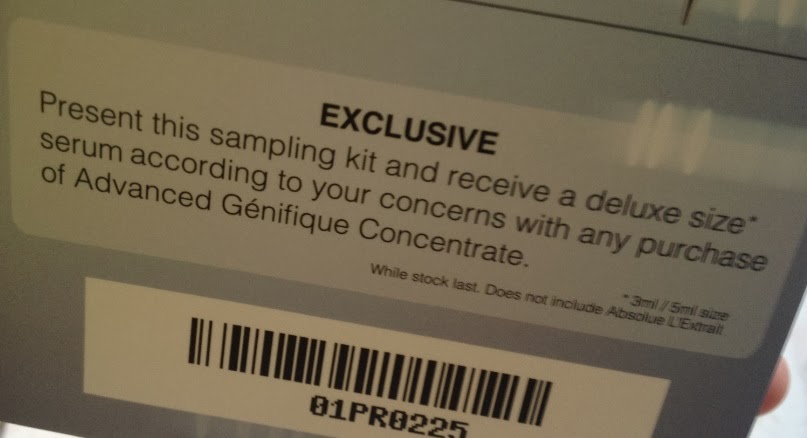 EXCLUSIVE
Present this sampling kit and receive a deluxe size*
serum according to your concerns with any purchase
of Advanced Génifique Concentrate.
* 3ml // 5ml size
While stock last. Does not include Absolue L'Extrait
01PR0225